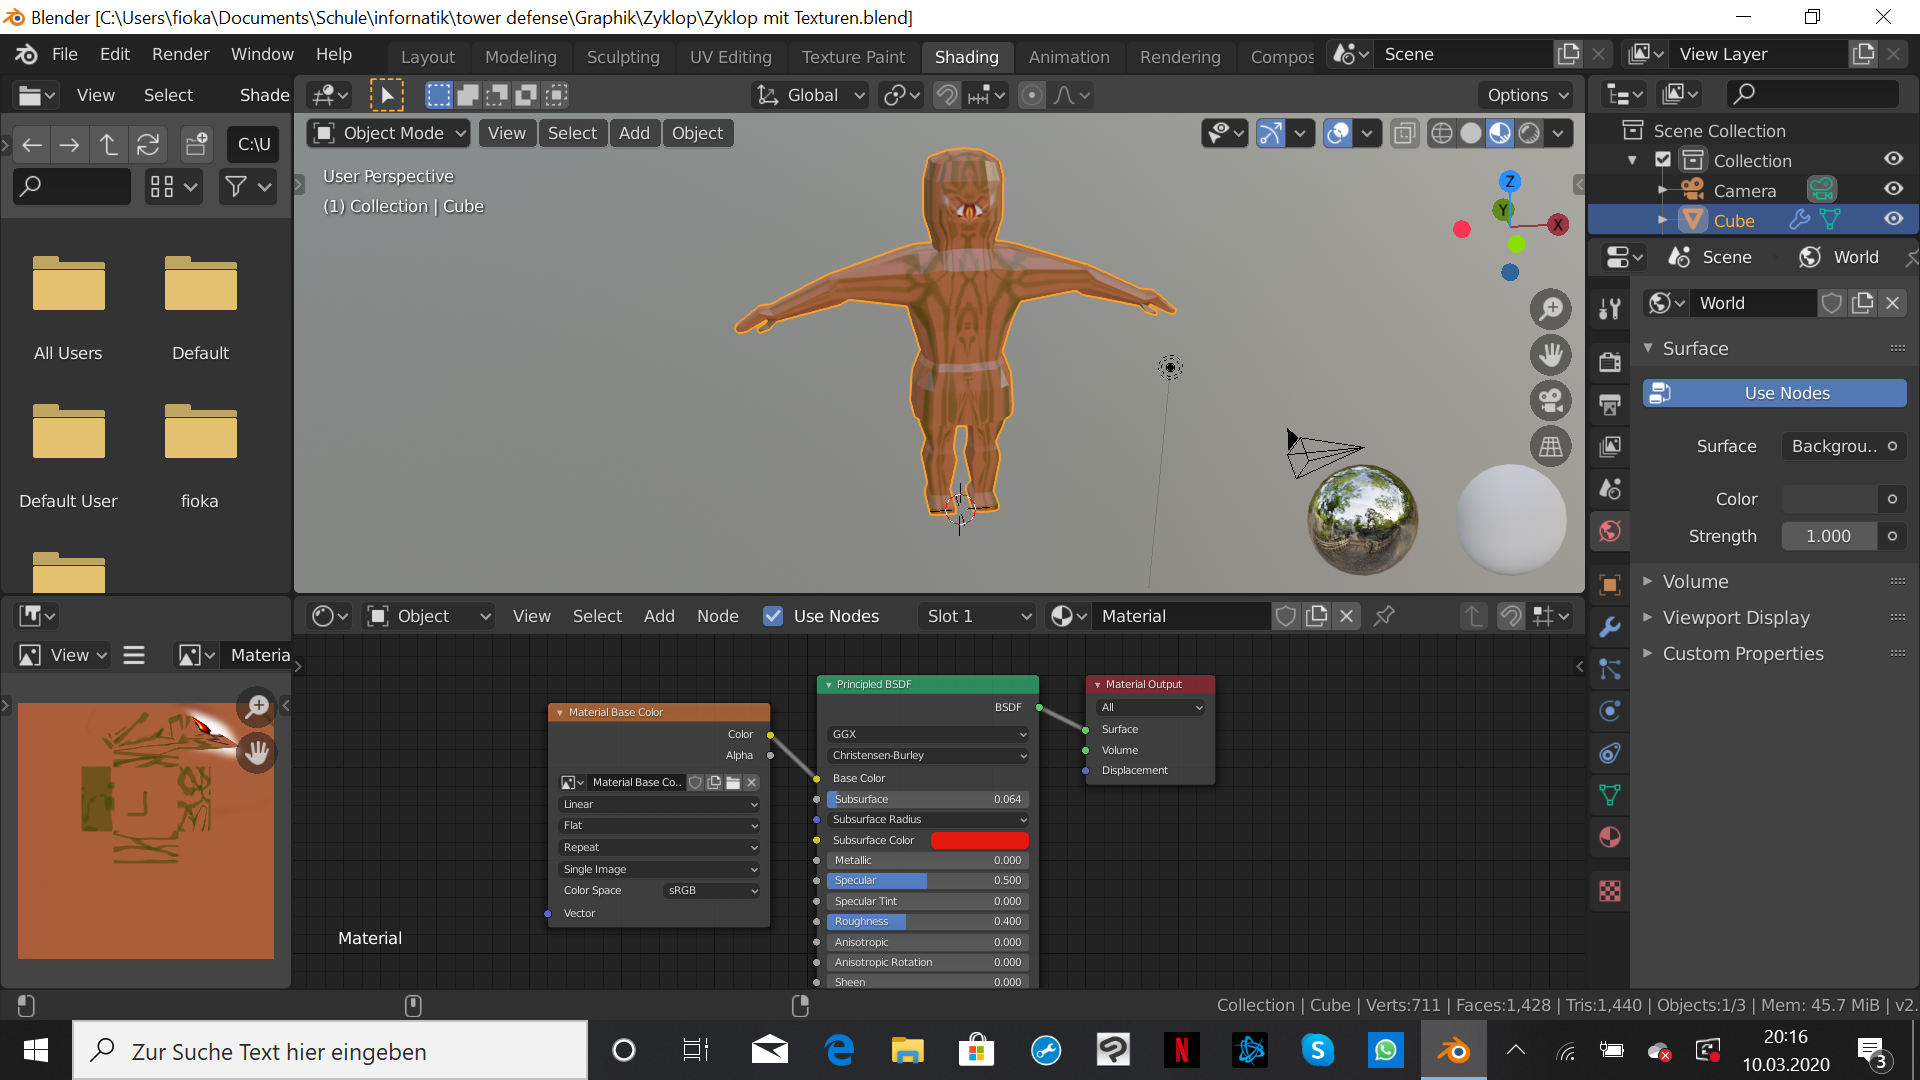 Blender [C:\Users\fioka\Documents\Schule\informatik\tower defense\Graphik\Zyklop\Zyklop mit Texturen.blend]
File Edit Render Window Help Layout Modeling Sculpting UV Editing Texture Paint Shading Animation Rendering Compos Scene View Layer
View Select Shade Global Options
C:\U Object Mode View Select Add Object Scene Collection
Collection
User Perspective Z Camera
(1) Collection | Cube Y X Cube
Scene World
World
All Users Default Surface
Use Nodes
Surface Backgrou..
Default User fioka Color
Strength 1.000
Volume
Object View Select Add Node Use Nodes Slot 1 Material Viewport Display
View Materia Custom Properties
Principled BSDF Material Output
BSDF All
Material Base Color
Color GGX Surface
Alpha Christensen-Burley Volume
Base Color Displacement
Material Base Co..
Linear Subsurface 0.064
Flat Subsurface Radius
Repeat Subsurface Color
Single Image Metallic 0.000
Color Space sRGB Specular 0.500
Vector Specular Tint 0.000
Roughness 0.400
Material Anisotropic 0.000
Anisotropic Rotation 0.000
Sheen 0.000
Collection | Cube | Verts:711 | Faces:1,428 | Tris:1,440 | Objects:1/3 | Mem: 45.7 MiB | v2.
Zur Suche Text hier eingeben
20:16
10.03.2020
3